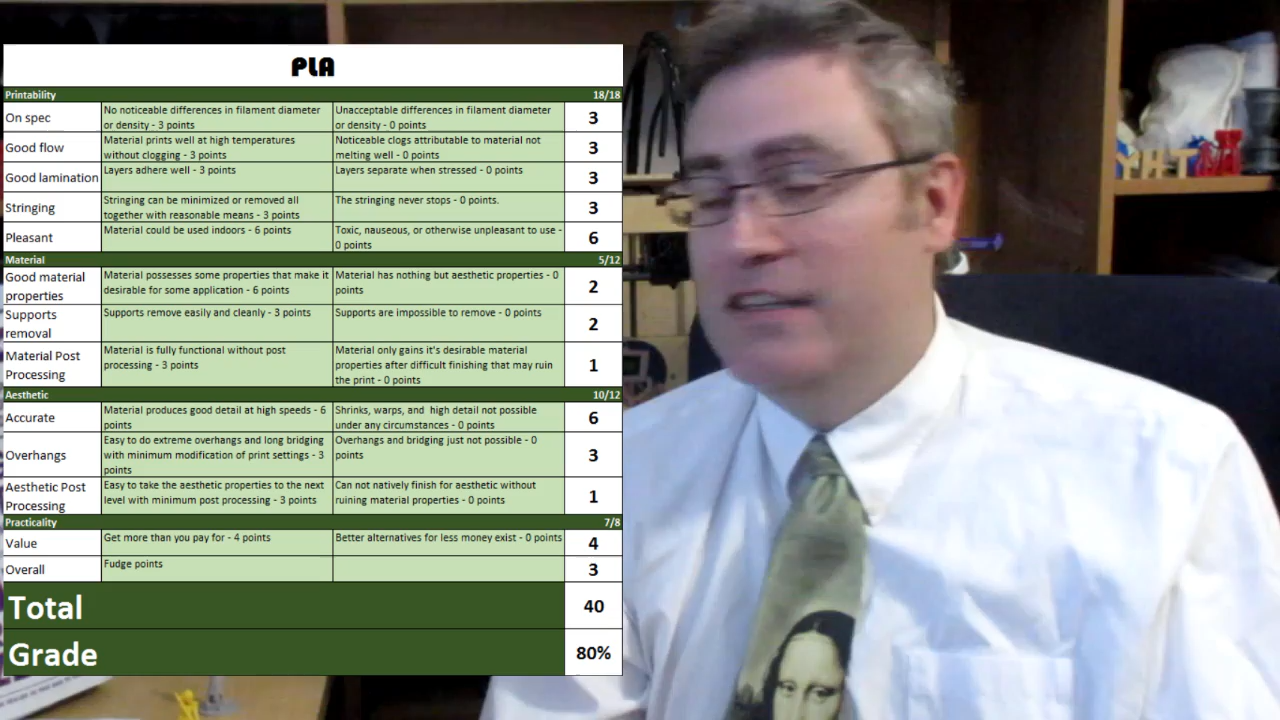 PLA
Printability 18/18
On spec
No noticeable differences in filament diameter
or density - 3 points
Unacceptable differences in filament diameter
or density - 0 points
3
Good flow
Material prints well at high temperatures
without clogging - 3 points
Noticeable clogs attributable to material not
melting well - 0 points
3
Good lamination
Layers adhere well - 3 points
Layers separate when stressed - 0 points
3
Stringing
Stringing can be minimized or removed all
together with reasonable means - 3 points
The stringing never stops - 0 points.
3
Pleasant
Material could be used indoors - 6 points
Toxic, nauseous, or otherwise unpleasant to use -
0 points
6
Material 5/12
Good material
properties
Material possesses some properties that make it
desirable for some application - 6 points
Material has nothing but aesthetic properties - 0
points
2
Supports
removal
Supports remove easily and cleanly - 3 points
Supports are impossible to remove - 0 points
2
Material Post
Processing
Material is fully functional without post
processing - 3 points
Material only gains it's desirable material
properties after difficult finishing that may ruin
the print - 0 points
1
Aesthetic 10/12
Accurate
Material produces good detail at high speeds - 6
points
Shrinks, warps, and high detail not possible
under any circumstances - 0 points
6
Overhangs
Easy to do extreme overhangs and long bridging
with minimum modification of print settings - 3
points
Overhangs and bridging just not possible - 0
points
3
Aesthetic Post
Processing
Easy to take the aesthetic properties to the next
level with minimum post processing - 3 points
Can not natively finish for aesthetic without
ruining material properties - 0 points
1
Practicality 7/8
Value
Get more than you pay for - 4 points
Better alternatives for less money exist - 0 points
4
Overall
Fudge points
3
Total 40
Grade 80%